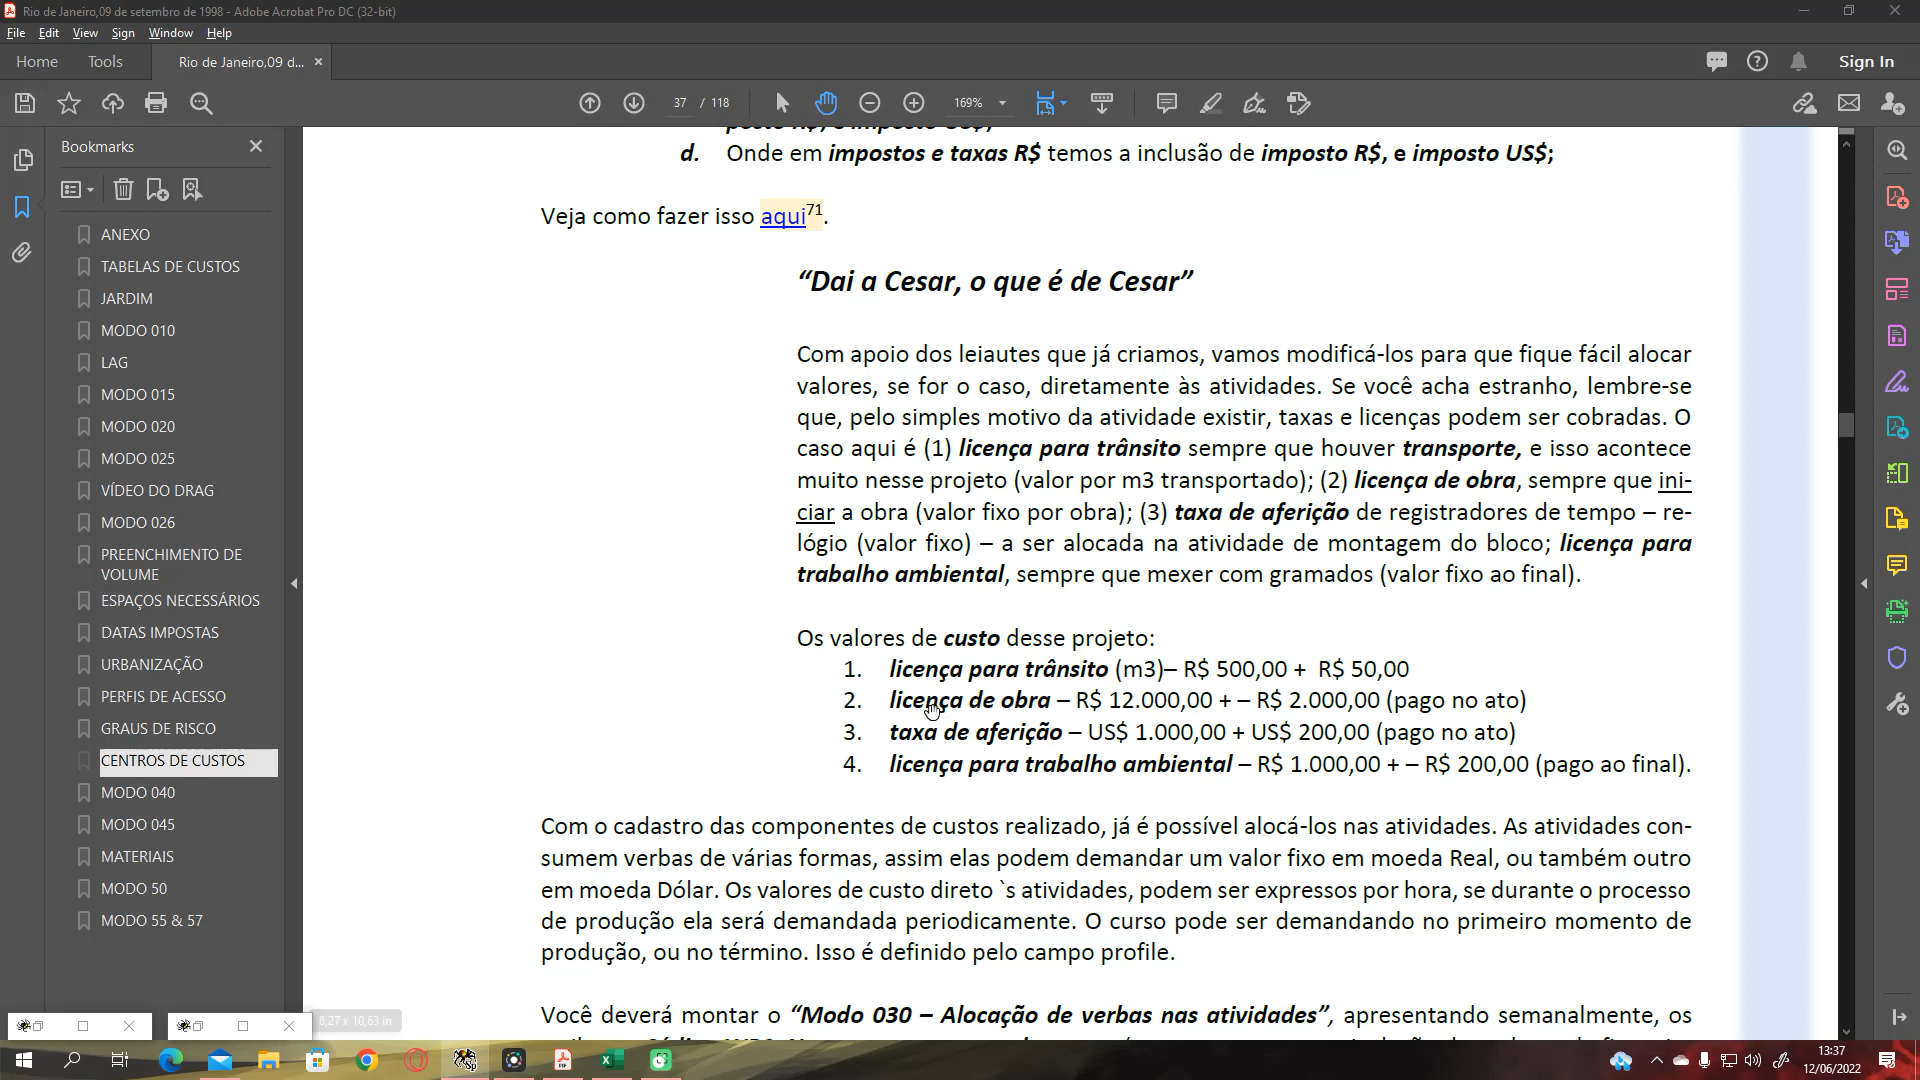 Rio de Janeiro,09 de setembro de 1998 - Adobe Acrobat Pro DC (32-bit)
File Edit View Sign Window Help
Home Tools Rio de Janeiro,09 d... × Sign In
37 / 118 169%
Bookmarks
ANEXO
TABELAS DE CUSTOS
JARDIM
MODO 010
LAG
MODO 015
MODO 020
MODO 025
VÍDEO DO DRAG
MODO 026
PREENCHIMENTO DE
VOLUME
ESPAÇOS NECESSÁRIOS
DATAS IMPOSTAS
URBANIZAÇÃO
PERFIS DE ACESSO
GRAUS DE RISCO
CENTROS DE CUSTOS
MODO 040
MODO 045
MATERIAIS
MODO 50
MODO 55 & 57
d. Onde em impostos e taxas R$ temos a inclusão de imposto R$, e imposto US$;
Veja como fazer isso aqui71.
“Dai a Cesar, o que é de Cesar”
Com apoio dos leiautes que já criamos, vamos modificá-los para que fique fácil alocar
valores, se for o caso, diretamente às atividades. Se você acha estranho, lembre-se
que, pelo simples motivo da atividade existir, taxas e licenças podem ser cobradas. O
caso aqui é (1) licença para trânsito sempre que houver transporte, e isso acontece
muito nesse projeto (valor por m3 transportado); (2) licença de obra, sempre que ini-
ciar a obra (valor fixo por obra); (3) taxa de aferição de registradores de tempo – re-
lógio (valor fixo) – a ser alocada na atividade de montagem do bloco; licença para
trabalho ambiental, sempre que mexer com gramados (valor fixo ao final).
Os valores de custo desse projeto:
1. licença para trânsito (m3)– R$ 500,00 + R$ 50,00
2. licença de obra – R$ 12.000,00 + – R$ 2.000,00 (pago no ato)
3. taxa de aferição – US$ 1.000,00 + US$ 200,00 (pago no ato)
4. licença para trabalho ambiental – R$ 1.000,00 + – R$ 200,00 (pago ao final).
Com o cadastro das componentes de custos realizado, já é possível alocá-los nas atividades. As atividades con-
sumem verbas de várias formas, assim elas podem demandar um valor fixo em moeda Real, ou também outro
em moeda Dólar. Os valores de custo direto `s atividades, podem ser expressos por hora, se durante o processo
de produção ela será demandada periodicamente. O curso pode ser demandando no primeiro momento de
produção, ou no término. Isso é definido pelo campo profile.
Você deverá montar o “Modo 030 – Alocação de verbas nas atividades”, apresentando semanalmente, os
8,27 x 10,63 in
13:37
12/06/2022